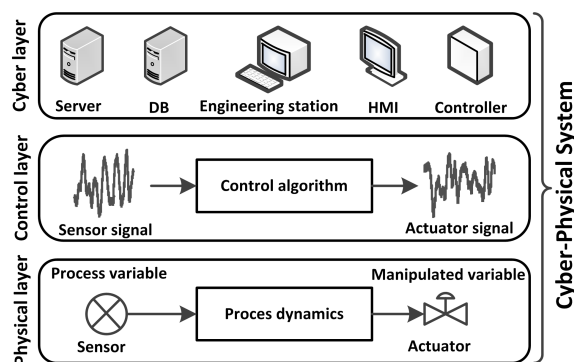 Cyber layer
Server
DB
Engineering station
HMI
Controller
Control layer
Sensor signal
Control algorithm
Actuator signal
Physical layer
Process variable
Sensor
Proces dynamics
Manipulated variable
Actuator
Cyber-Physical System